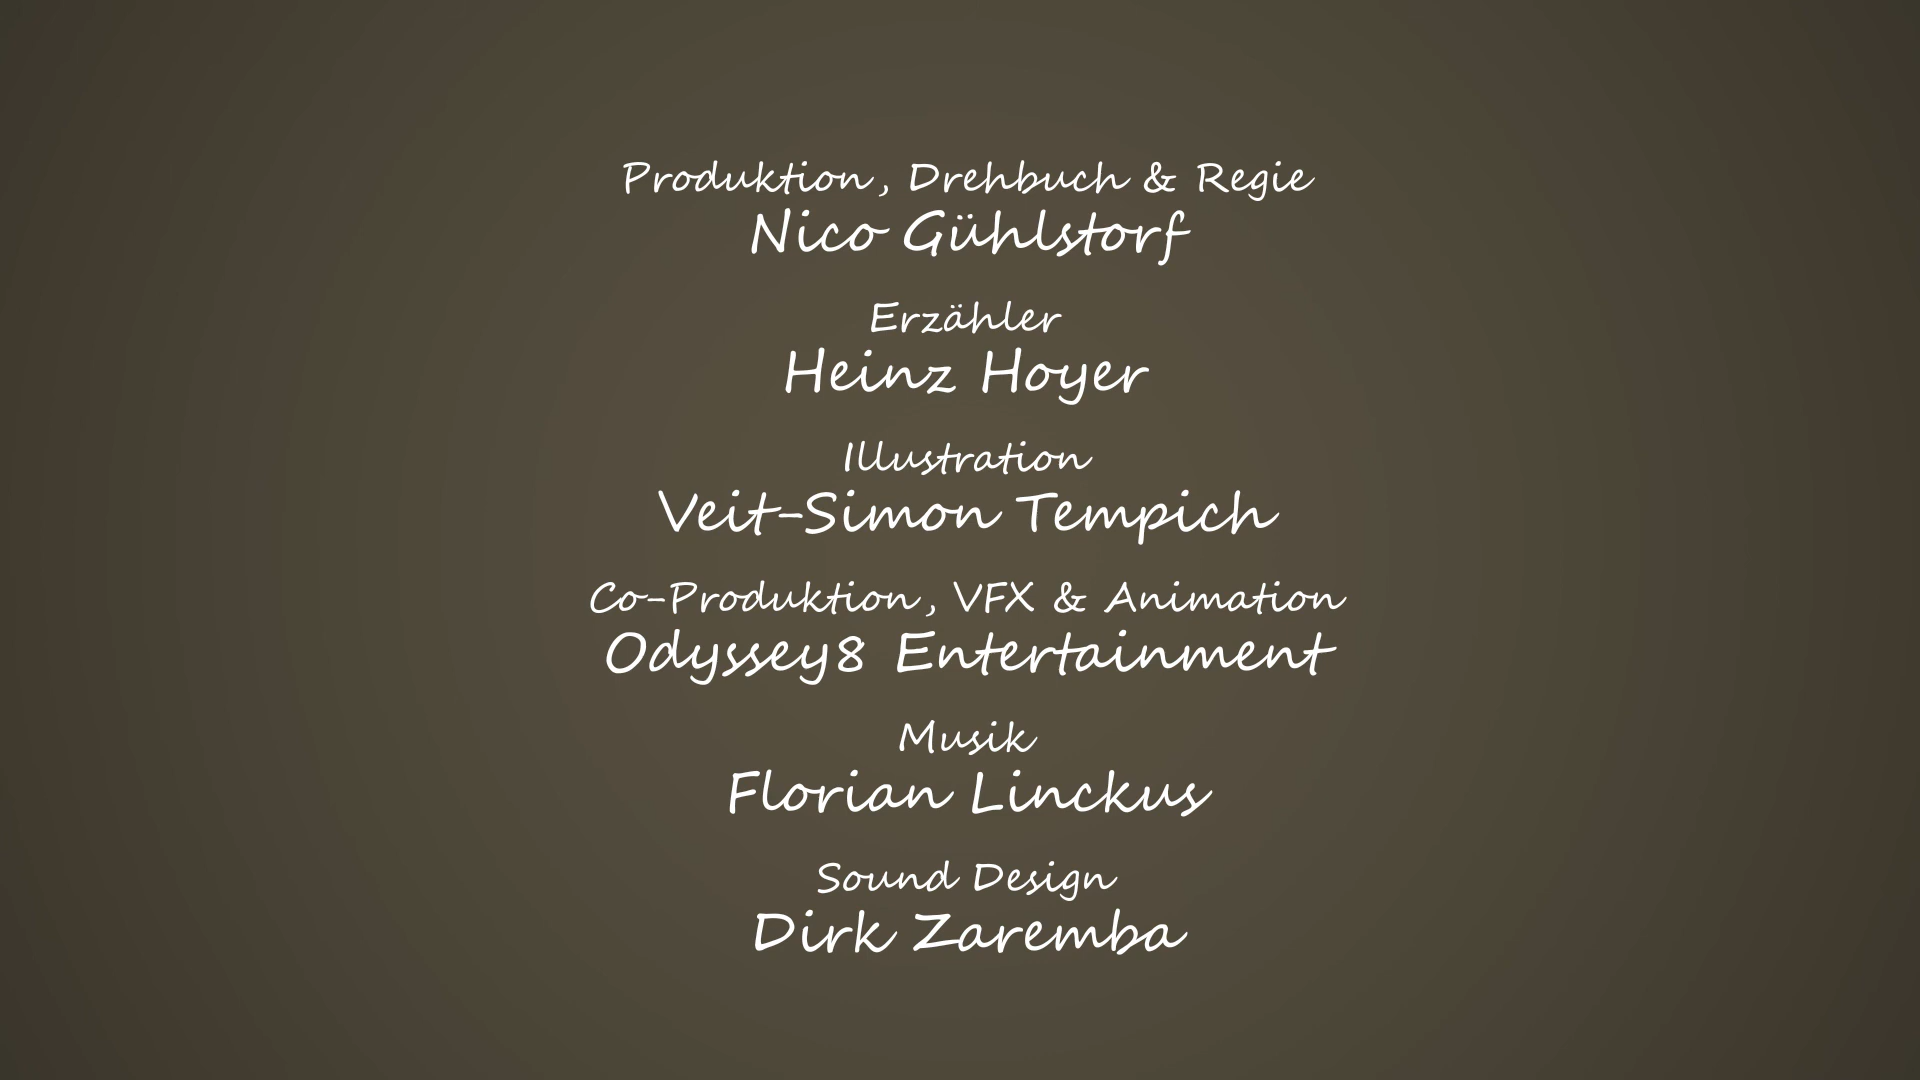 Produktion, Drehbuch & Regie
Nico Gühlstorf
Erzähler
Heinz Hoyer
Illustration
Veit-Simon Tempich
Co-Produktion, VFX & Animation
Odyssey8 Entertainment
Musik
Florian Linckus
Sound Design
Dirk Zaremba